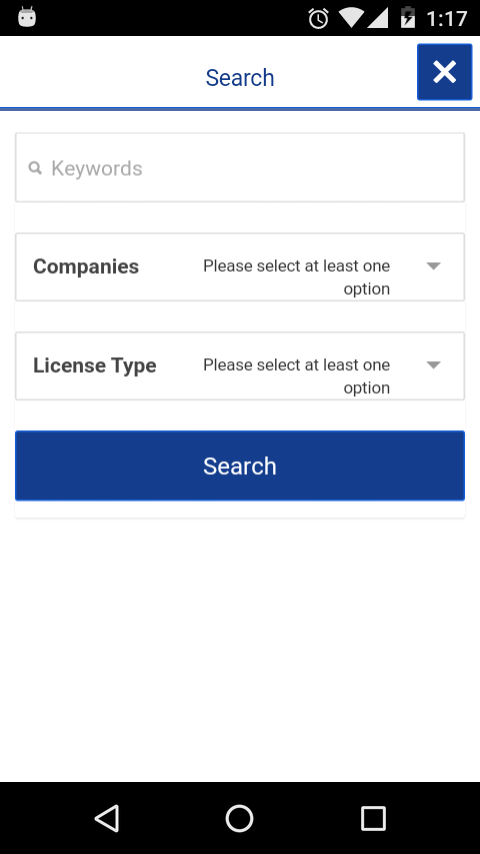 1:17
Search
Keywords
Companies
Please select at least one
option
License Type
Please select at least one
option
Search